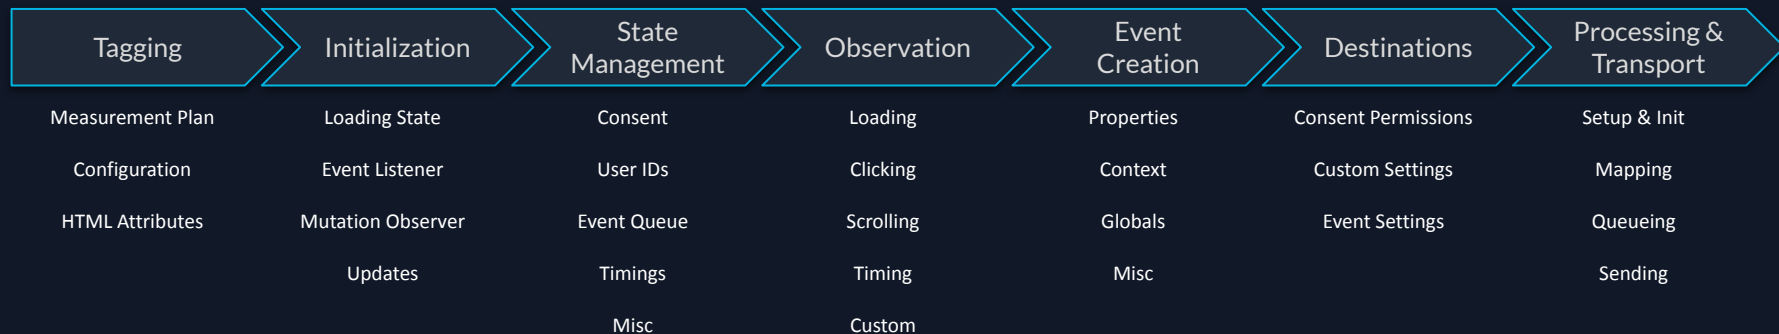 Tagging
Initialization
State
Management
Observation
Event
Creation
Destinations
Processing &
Transport
Measurement Plan
Loading State
Consent
Loading
Properties
Consent Permissions
Setup & Init
Configuration
Event Listener
User IDs
Clicking
Context
Custom Settings
Mapping
HTML Attributes
Mutation Observer
Event Queue
Scrolling
Globals
Event Settings
Queueing
Updates
Timings
Timing
Misc
Sending
Misc
Custom